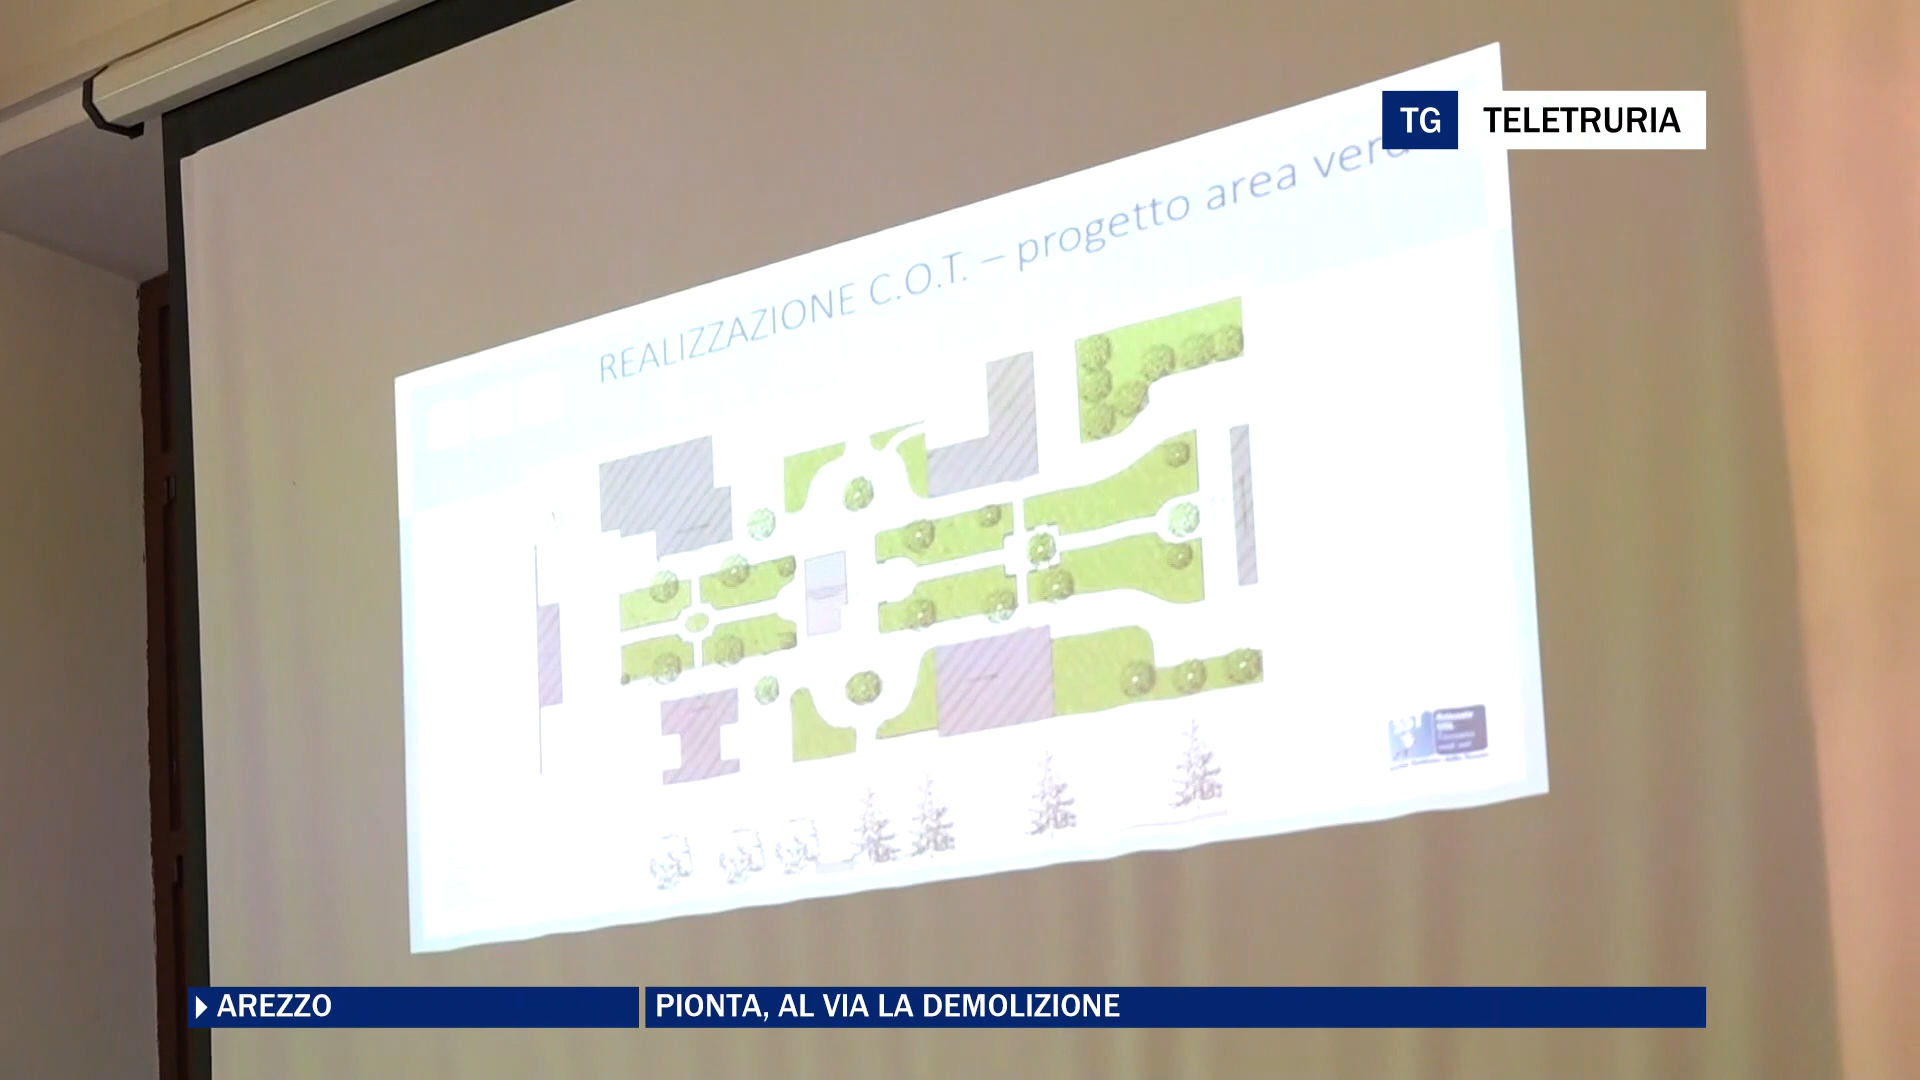 TG TELETRURIA
REALIZZAZIONE C.O.T. – progetto area
AREZZO
PIONTA, AL VIA LA DEMOLIZIONE